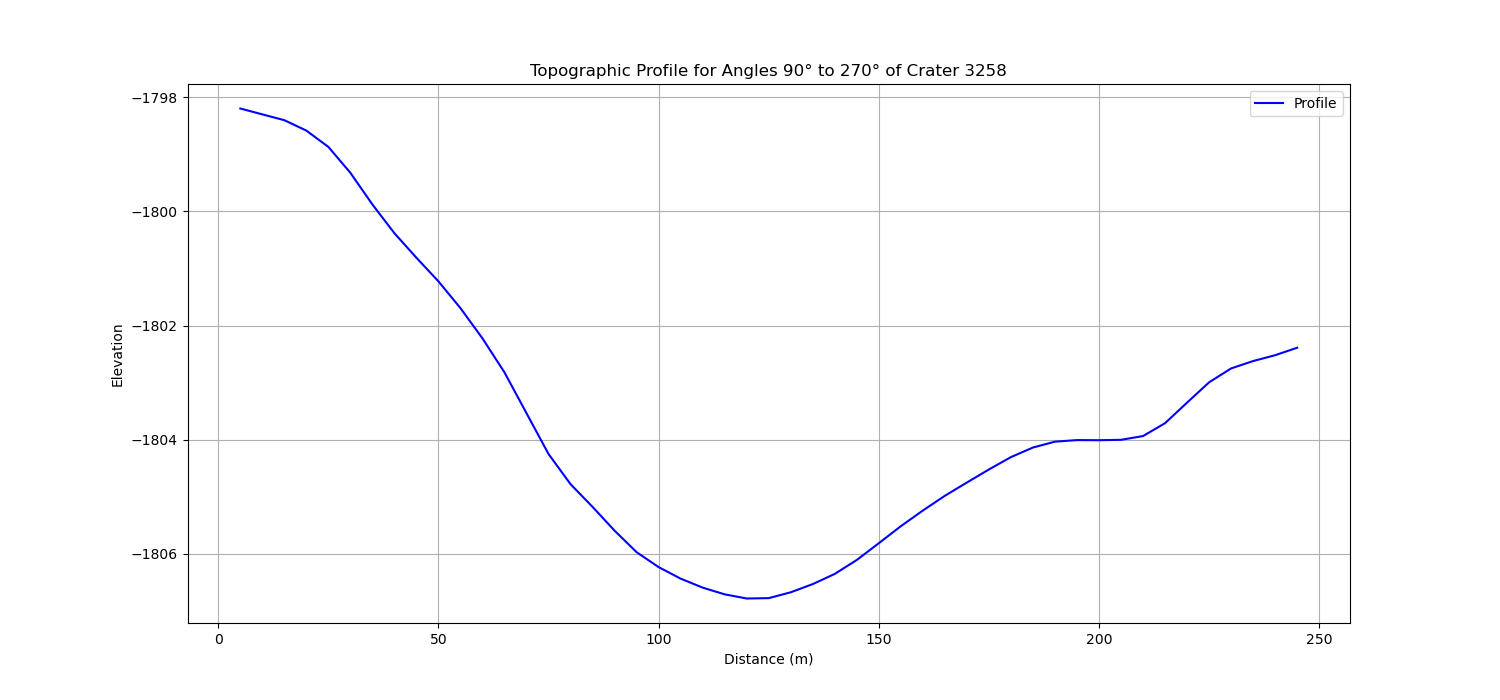 Topographic Profile for Angles 90° to 270° of Crater 3258
Profile
−1798
−1800
−1802
−1804
−1806
Elevation
0
50
100
150
200
250
Distance (m)